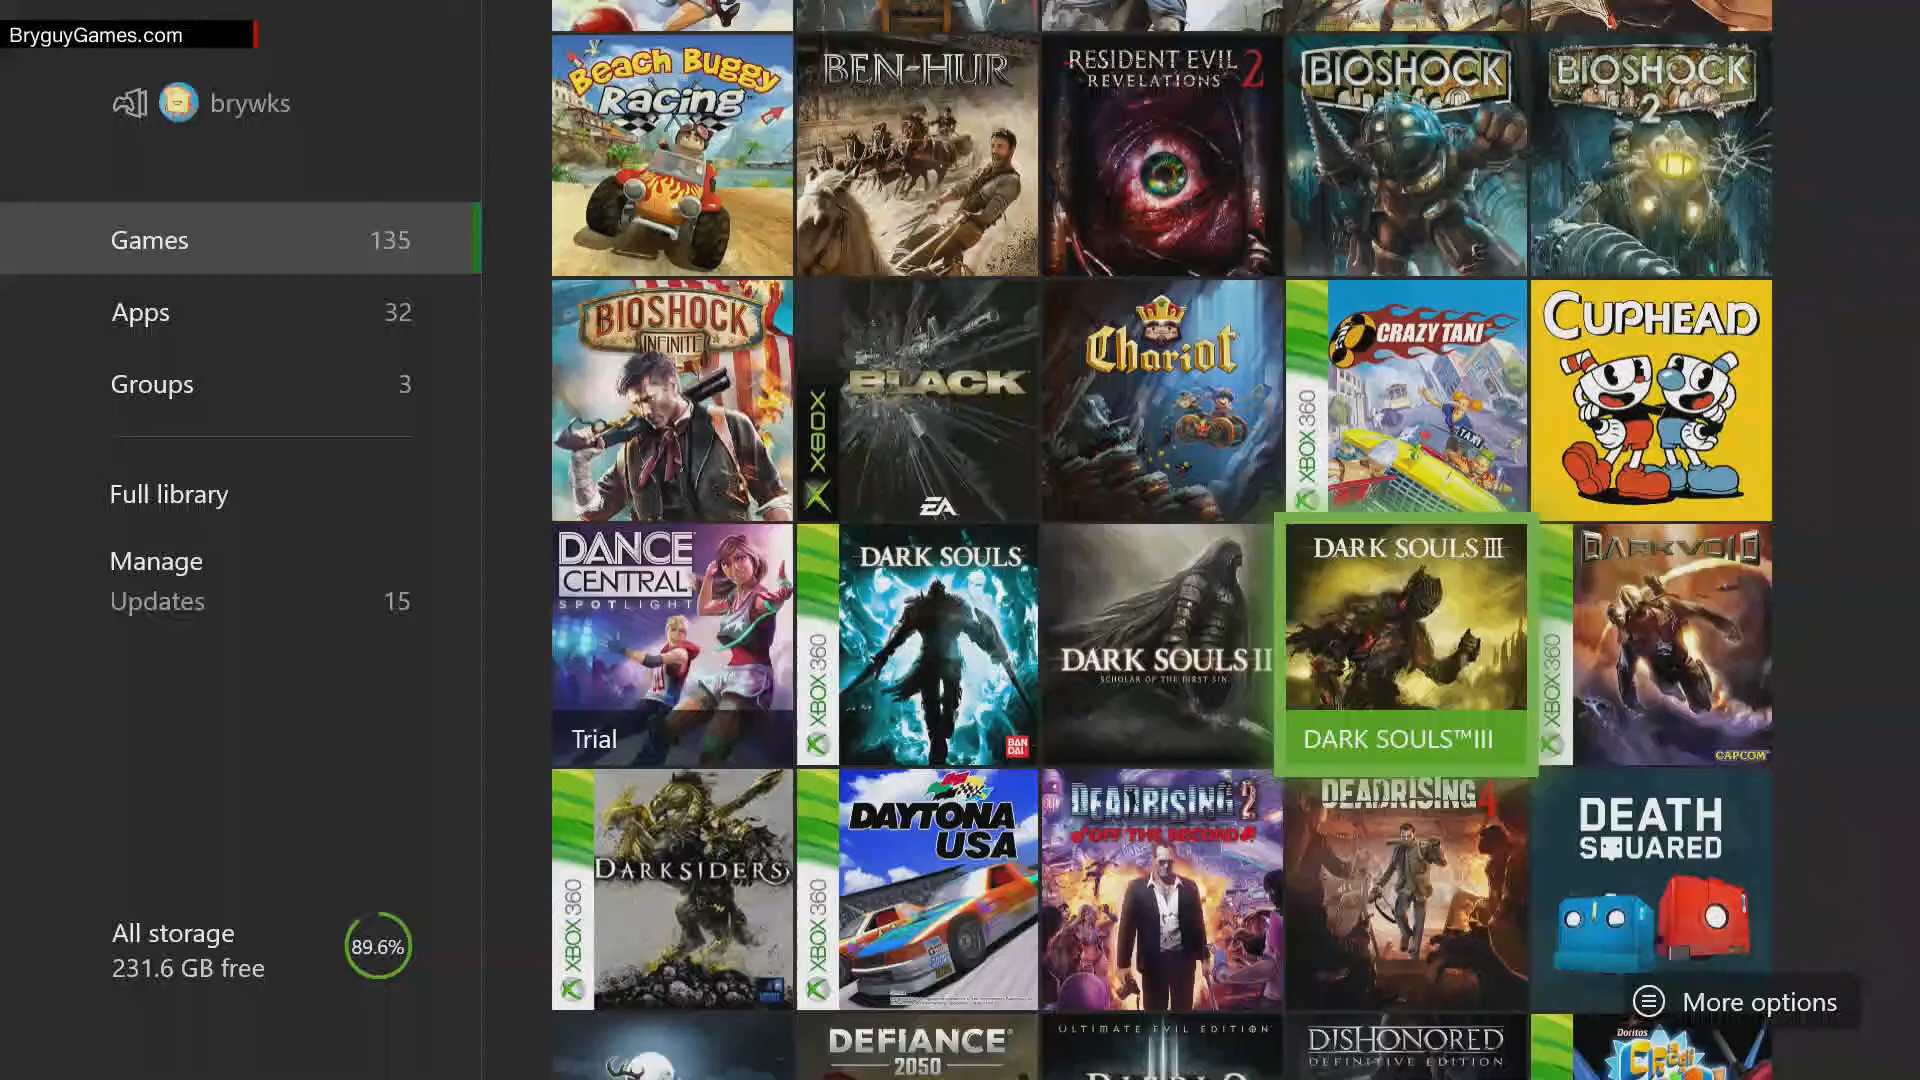 BryguyGames.com
brywks
Games 135
Apps 32
Groups 3
Full library
Manage
Updates 15
All storage
231.6 GB free
89.6%
Beach Buggy
Racing
BEN-HUR
RESIDENT EVIL
REVELATIONS 2
BIOSHOCK
BIOSHOCK
2
BIOSHOCK
INFINITE
XBOX
BLACK
EA
Chariot
XBOX 360
CRAZY TAXI
TAXI
CUPHEAD
DANCE
CENTRAL
SPOTLIGHT
Trial
XBOX 360
DARK SOULS
BAN
DAI
DARK SOULS II
SCHOLAR OF THE FIRST SIN
DARK SOULS III
DARK SOULS™III
XBOX 360
DARKVOID
CAPCOM
XBOX 360
DARKSIDERS
XBOX 360
DAYTONA
USA
DEADRISING 2
OFF THE RECORD
DEADRISING 4
DEATH
SQUARED
More options
DEFIANCE
2050
ULTIMATE EVIL EDITION
DIABLO
DISHONORED
DEFINITIVE EDITION
Doritos